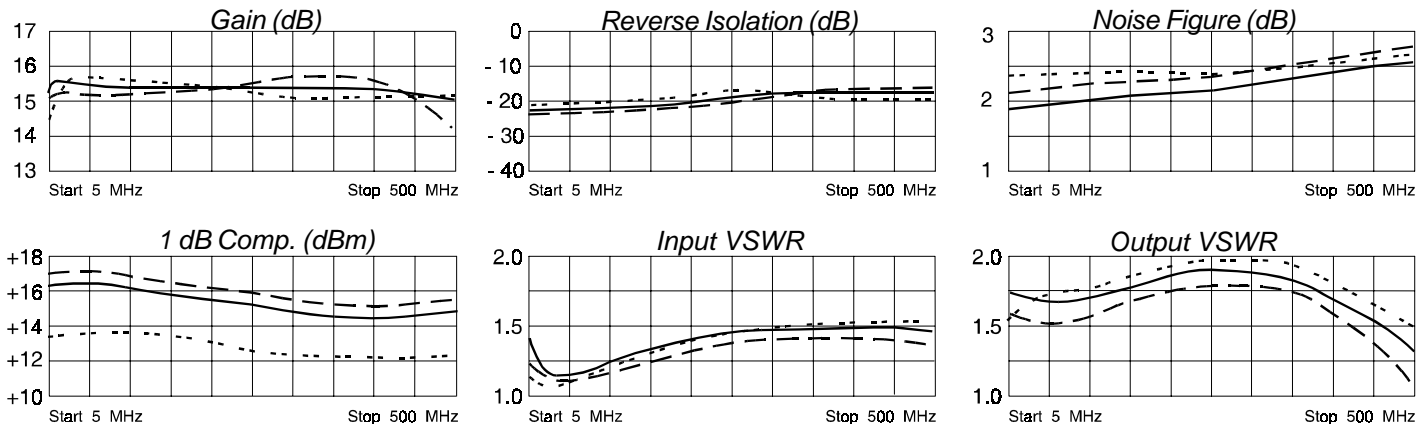 Gain (dB)
17
16
15
14
13
Start 5 MHz Stop 500 MHz
Reverse Isolation (dB)
0
- 10
- 20
- 30
- 40
Start 5 MHz Stop 500 MHz
Noise Figure (dB)
3
2
1
Start 5 MHz Stop 500 MHz
1 dB Comp. (dBm)
+18
+16
+14
+12
+10
Start 5 MHz Stop 500 MHz
Input VSWR
2.0
1.5
1.0
Start 5 MHz Stop 500 MHz
Output VSWR
2.0
1.5
1.0
Start 5 MHz Stop 500 MHz